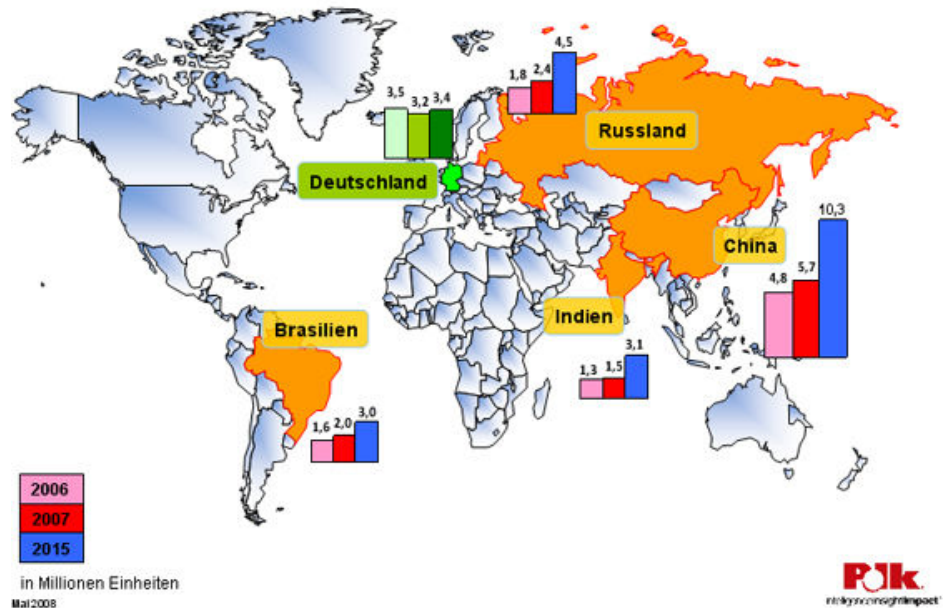 4,5
1,8 2,4
3,5 3,2 3,4
Russland
Deutschland
10,3
China
4,8 5,7
Indien
Brasilien
1,3 1,5 3,1
1,6 2,0 3,0
2006
2007
2015
in Millionen Einheiten
Mai 2008
Polk.
intelligenceinsightimpact